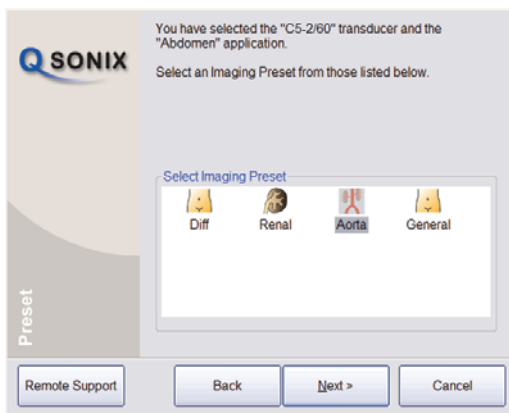 You have selected the "C5-2/60" transducer and the
"Abdomen" application.
Select an Imaging Preset from those listed below.
QSONIX
Select Imaging Preset
Diff Renal Aorta General
Preset
Remote Support Back Next > Cancel